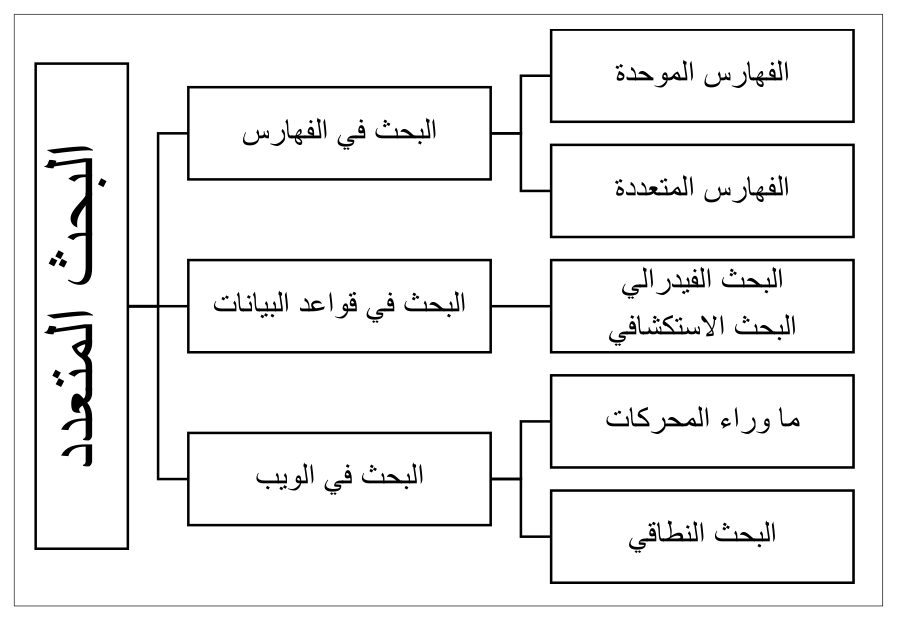 البحث المتعدد
البحث في الفهارس
الفهارس الموحدة
الفهارس المتعددة
البحث في قواعد البيانات
البحث الفيدرالي
البحث الاستكشافي
البحث في الويب
ما وراء المحركات
البحث النطاقي